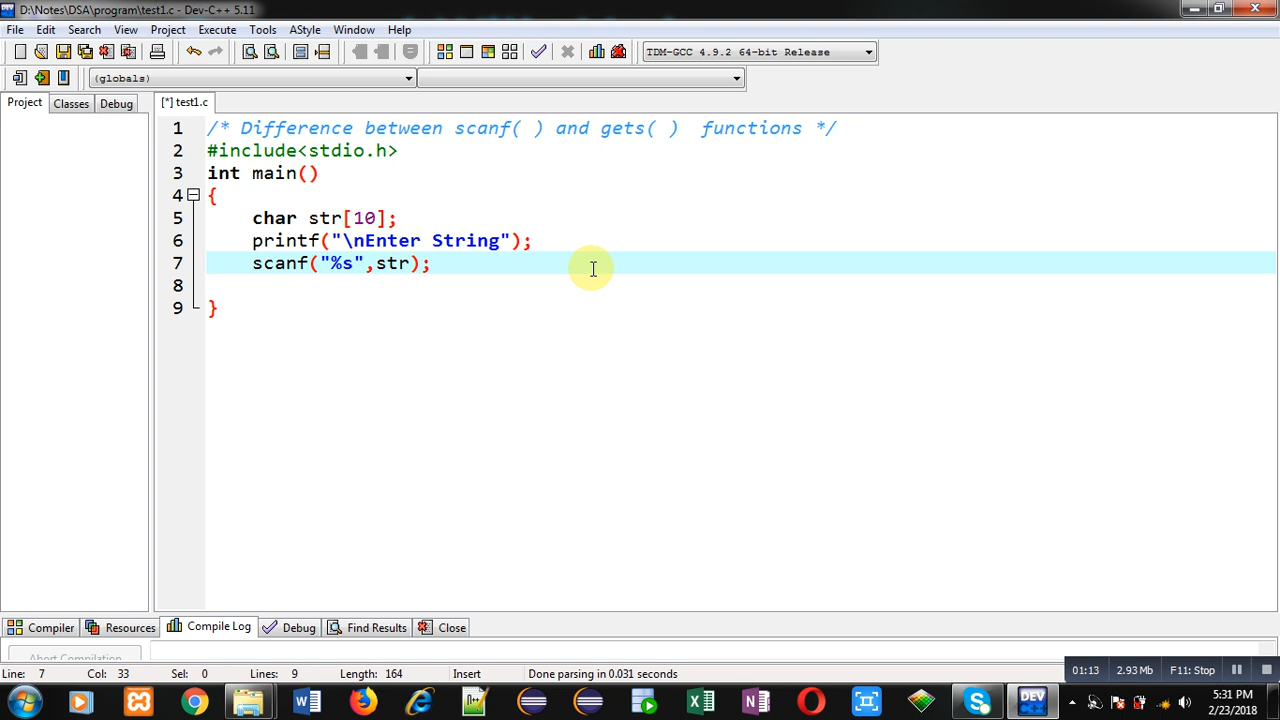 D:\Notes\DSA\program\test1.c - Dev-C++ 5.11
File Edit Search View Project Execute Tools AStyle Window Help
TDM-GCC 4.9.2 64-bit Release
(globals)
Project Classes Debug [*] test1.c
1 /* Difference between scanf( ) and gets( )  functions */
2 #include<stdio.h>
3 int main()
4 {
5 char str[10];
6 printf("\nEnter String");
7 scanf("%s",str);
8
9 }
Compiler Resources Compile Log Debug Find Results Close
Abort Compilation
Line: 7 Col: 33 Sel: 0 Lines: 9 Length: 164 Insert Done parsing in 0.031 seconds
01:13 2.93 Mb F11: Stop
5:31 PM
2/23/2018